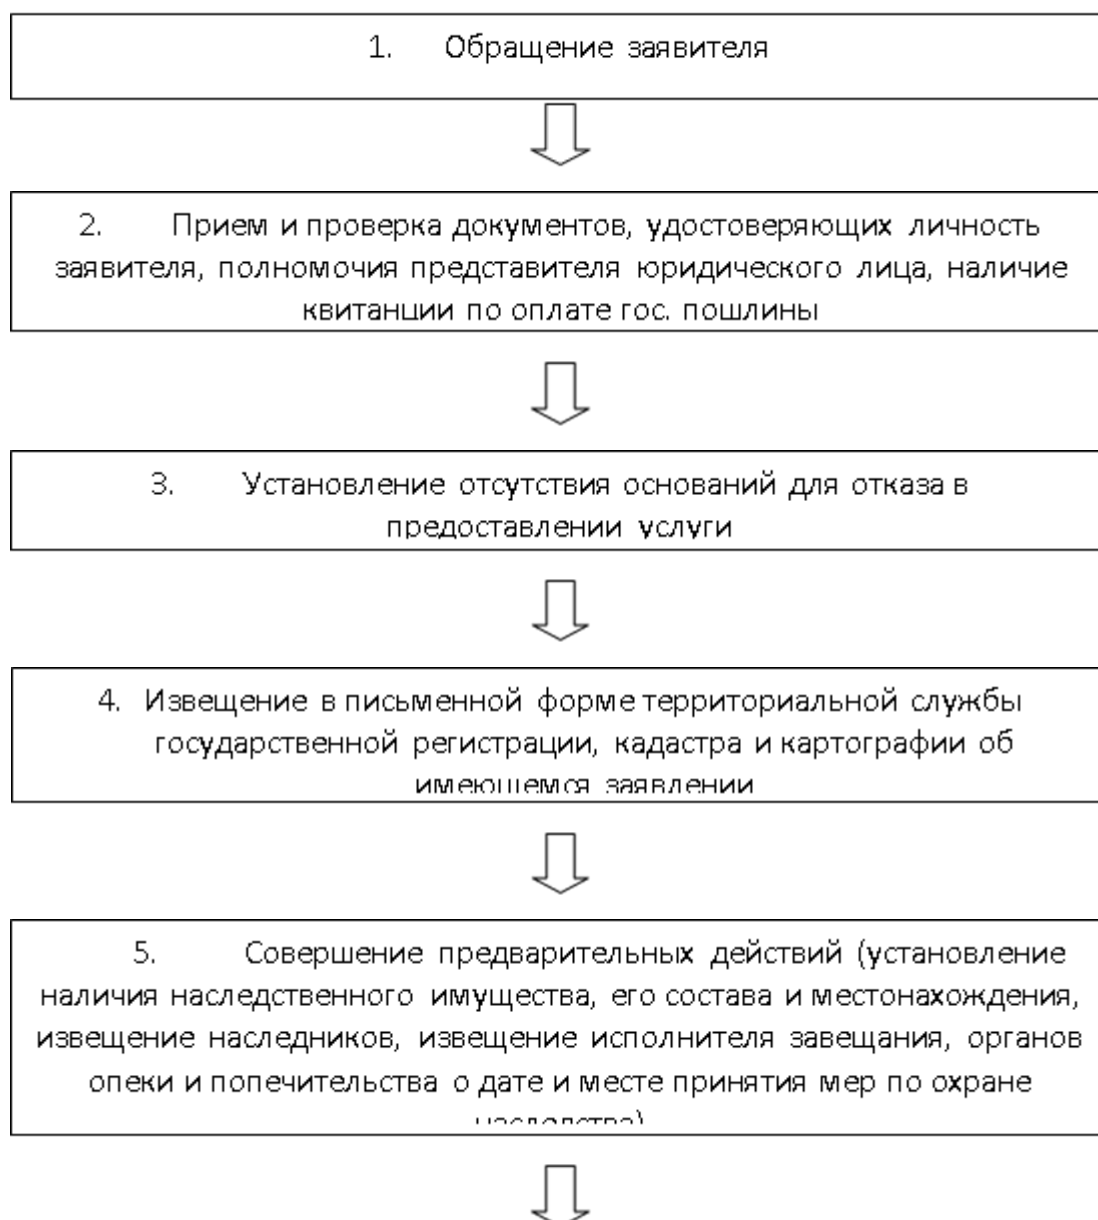 1. Обращение заявителя
2. Прием и проверка документов, удостоверяющих личность
заявителя, полномочия представителя юридического лица, наличие
квитанции по оплате гос. пошлины
3. Установление отсутствия оснований для отказа в
предоставлении услуги
4. Извещение в письменной форме территориальной службы
государственной регистрации, кадастра и картографии об
имеющемся заявлении
5. Совершение предварительных действий (установление
наличия наследственного имущества, его состава и местонахождения,
извещение наследников, извещение исполнителя завещания, органов
опеки и попечительства о дате и месте принятия мер по охране
наследства)